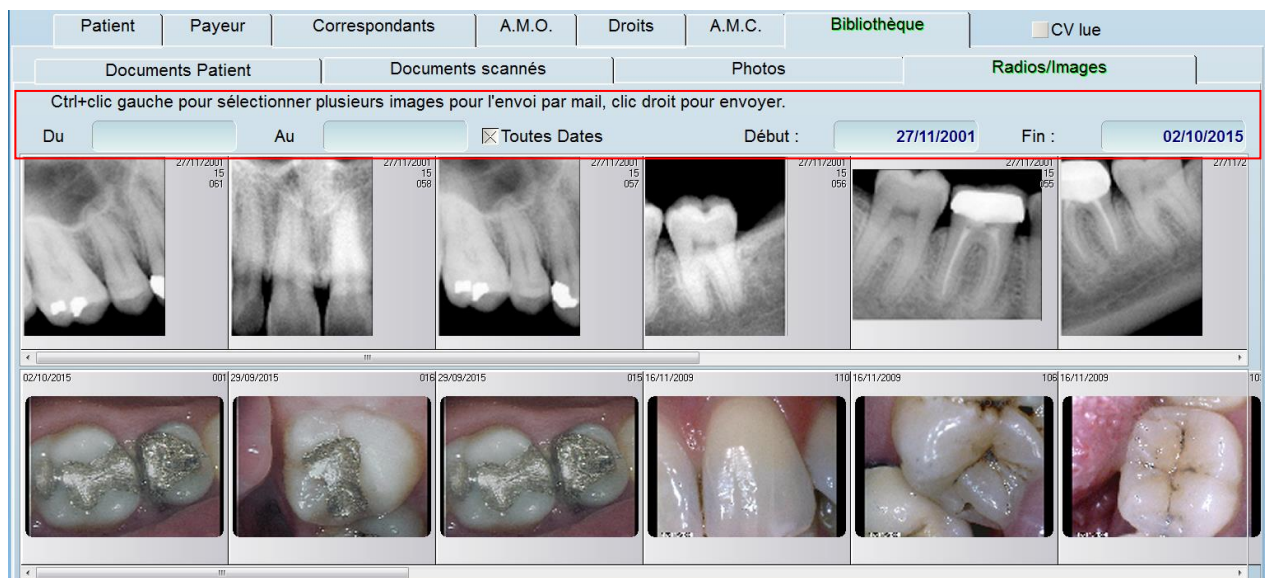 Patient Payeur Correspondants A.M.O. Droits A.M.C. Bibliothèque CV lue
Documents Patient Documents scannés Photos Radios/Images
Ctrl+clic gauche pour sélectionner plusieurs images pour l'envoi par mail, clic droit pour envoyer.
Du Au Toutes Dates Début : 27/11/2001 Fin : 02/10/2015
27/11/2001 27/11/2001 27/11/2001 27/11/2001 27/11/2001 27/11/2
15 15 15 15 15
061 058 057 056 055
02/10/2015 001 29/09/2015 016 29/09/2015 015 16/11/2009 110 16/11/2009 106 16/11/2009 10